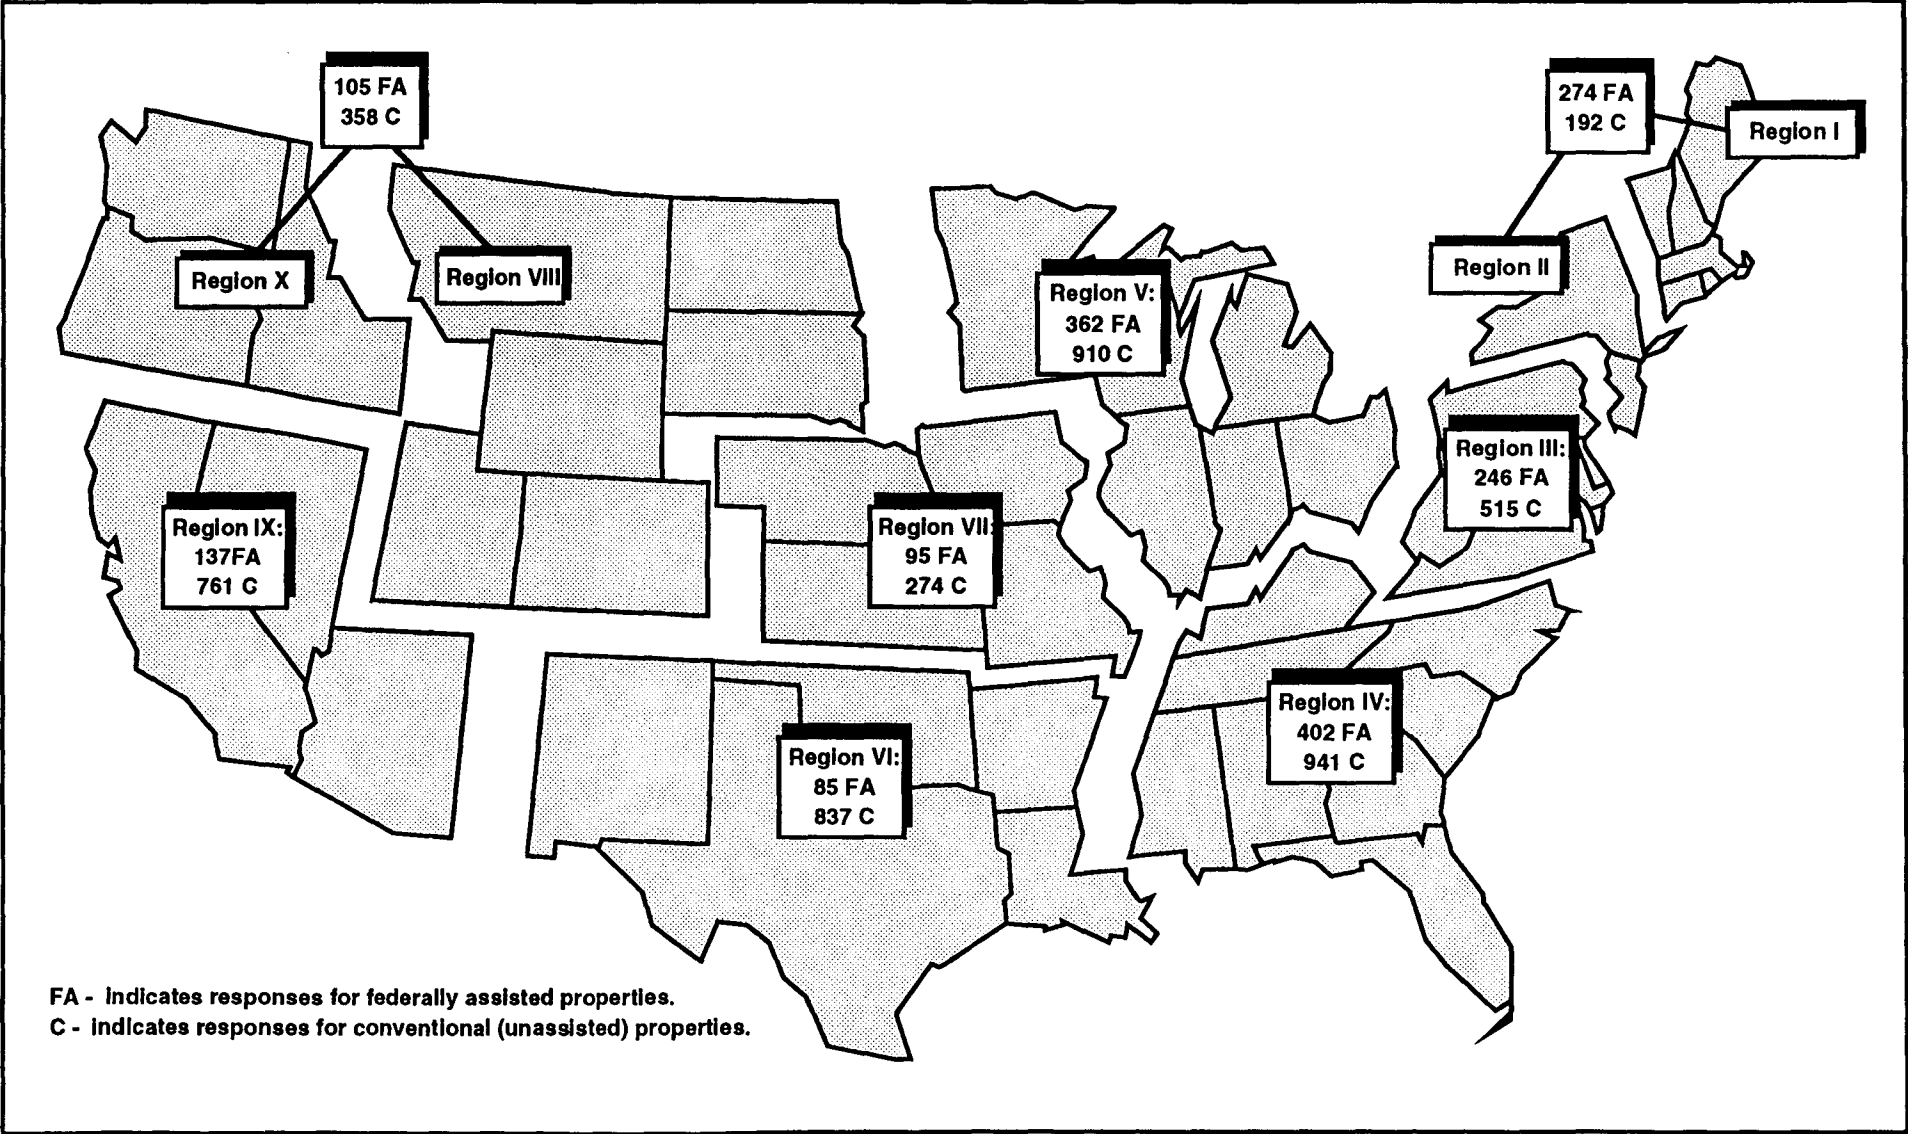 105 FA
358 C
274 FA
192 C
Region I
Region X
Region VIII
Region II
Region V:
362 FA
910 C
Region III:
246 FA
515 C
Region IX:
137FA
761 C
Region VII:
95 FA
274 C
Region IV:
402 FA
941 C
Region VI:
85 FA
837 C
FA - indicates responses for federally assisted properties.
C - indicates responses for conventional (unassisted) properties.